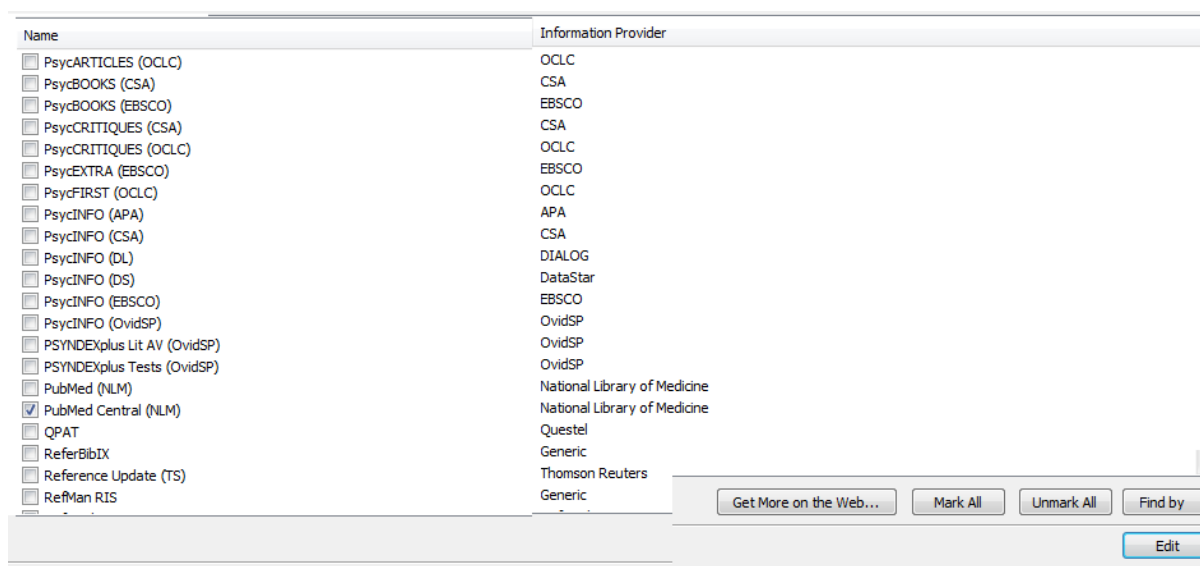 Name Information Provider
PsycARTICLES (OCLC) OCLC
PsycBOOKS (CSA) CSA
PsycBOOKS (EBSCO) EBSCO
PsycCRITIQUES (CSA) CSA
PsycCRITIQUES (OCLC) OCLC
PsycEXTRA (EBSCO) EBSCO
PsycFIRST (OCLC) OCLC
PsycINFO (APA) APA
PsycINFO (CSA) CSA
PsycINFO (DL) DIALOG
PsycINFO (DS) DataStar
PsycINFO (EBSCO) EBSCO
PsycINFO (OvidSP) OvidSP
PSYNDEXplus Lit AV (OvidSP) OvidSP
PSYNDEXplus Tests (OvidSP) OvidSP
PubMed (NLM) National Library of Medicine
PubMed Central (NLM) National Library of Medicine
QPAT Questel
ReferBibIX Generic
Reference Update (TS) Thomson Reuters
RefMan RIS Generic
Get More on the Web... Mark All Unmark All Find by
Edit